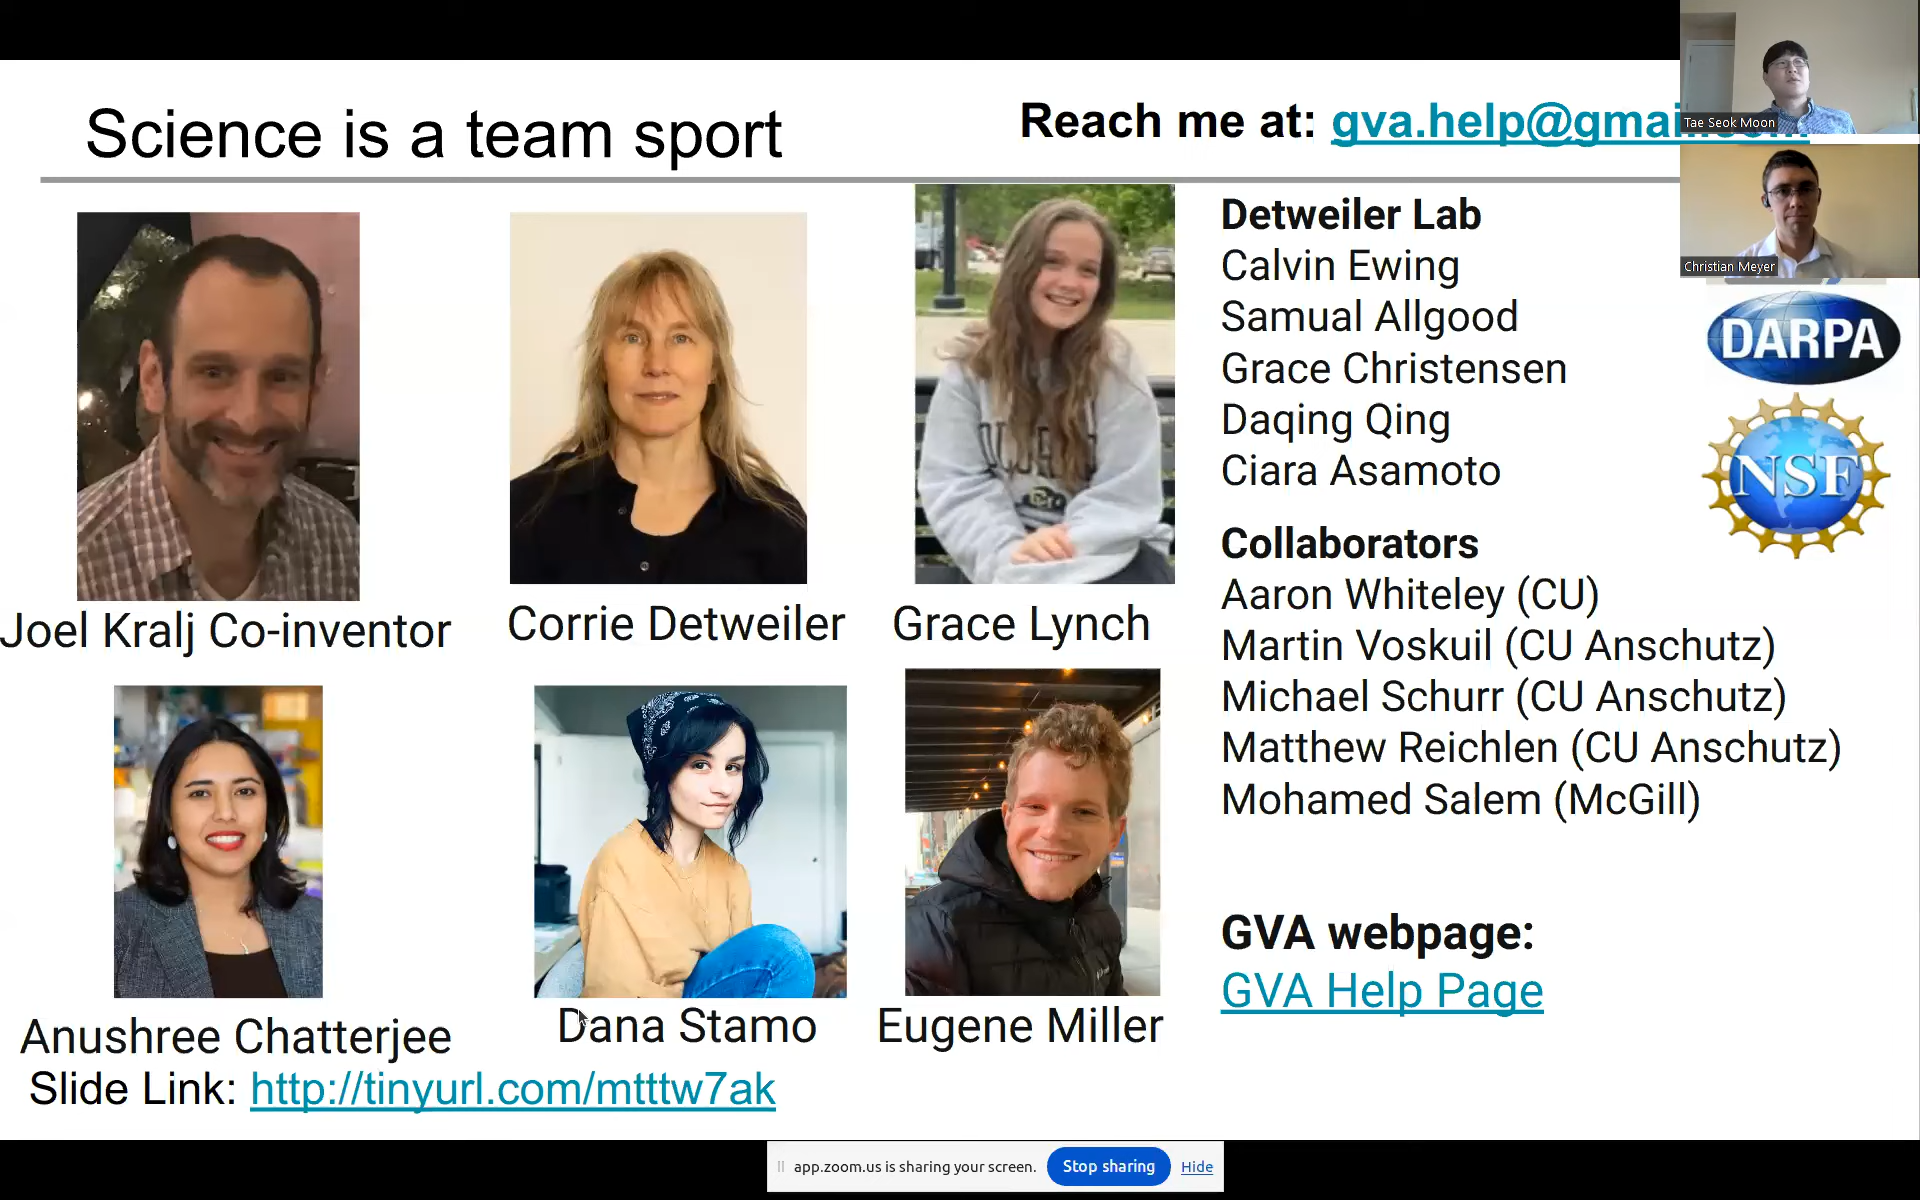 Science is a team sport
Reach me at: gva.help@gmai
Tae Seok Moon
Christian Meyer
Joel Kralj Co-inventor
Corrie Detweiler
Grace Lynch
Anushree Chatterjee
Dana Stamo
Eugene Miller
Slide Link: http://tinyurl.com/mtttw7ak
Detweiler Lab
Calvin Ewing
Samual Allgood
Grace Christensen
Daqing Qing
Ciara Asamoto
DARPA
NSF
Collaborators
Aaron Whiteley (CU)
Martin Voskuil (CU Anschutz)
Michael Schurr (CU Anschutz)
Matthew Reichlen (CU Anschutz)
Mohamed Salem (McGill)
GVA webpage:
GVA Help Page
app.zoom.us is sharing your screen.
Stop sharing
Hide